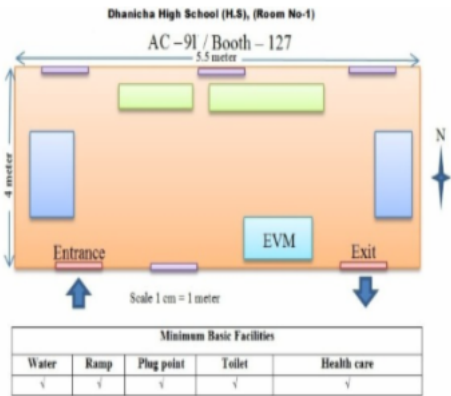 Dhanicha High School (H.S), (Room No-1)
AC – 91 / Booth – 127
5.5 meter
4 meter
N
EVM
Entrance
Exit
Scale 1 cm = 1 meter
Minimum Basic Facilities
Water Ramp Plug point Toilet Health care
√ √ √ √ √